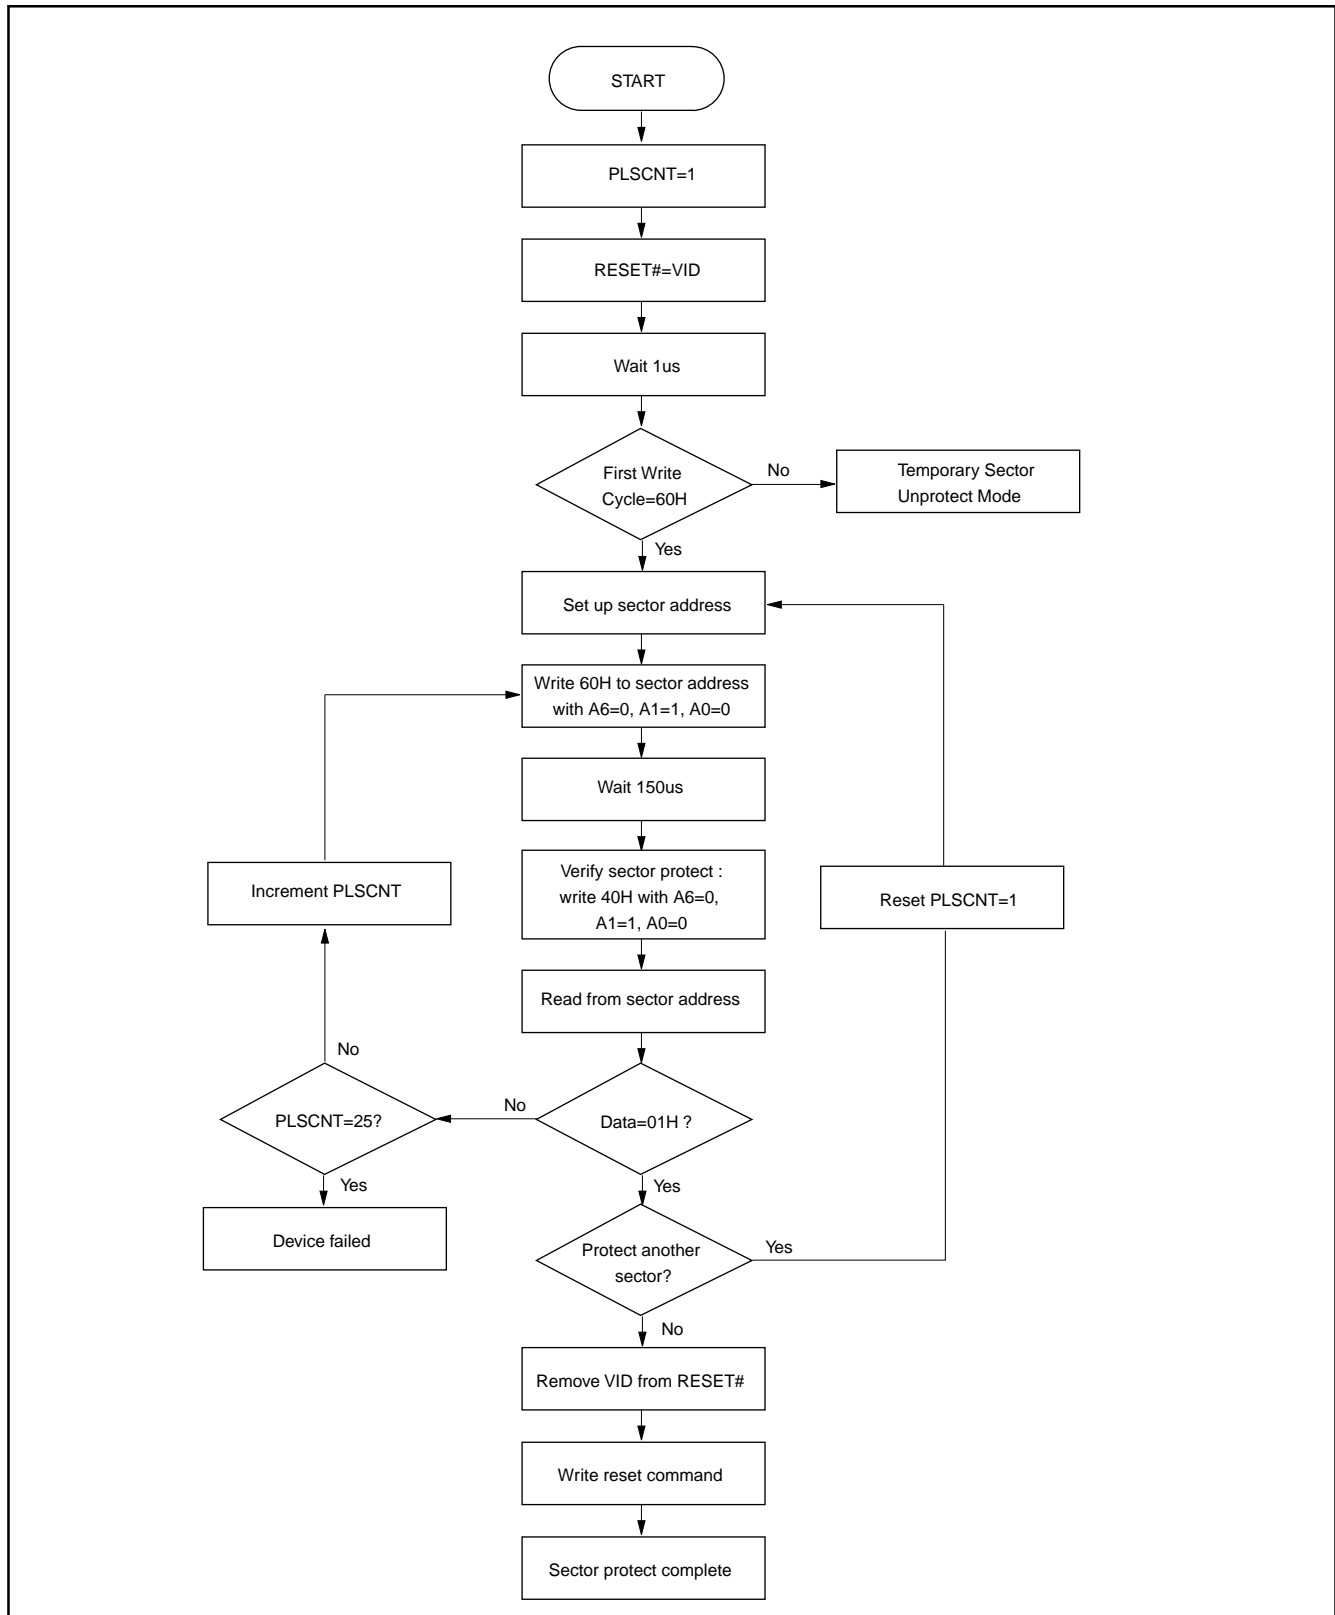 START
PLSCNT=1
RESET#=VID
Wait 1us
First Write
Cycle=60H
No
Temporary Sector
Unprotect Mode
Yes
Set up sector address
Write 60H to sector address
with A6=0, A1=1, A0=0
Wait 150us
Verify sector protect :
write 40H with A6=0,
A1=1, A0=0
Increment PLSCNT
Reset PLSCNT=1
Read from sector address
No
Data=01H ?
No
PLSCNT=25?
Yes
Device failed
Yes
Protect another
sector?
Yes
No
Remove VID from RESET#
Write reset command
Sector protect complete